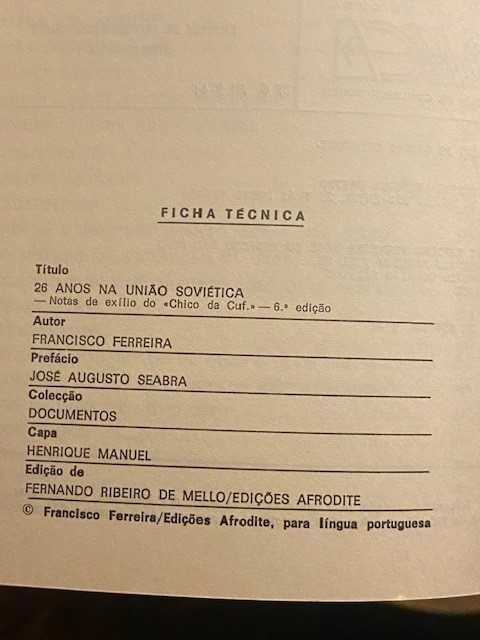 FICHA TÉCNICA
Título
26 ANOS NA UNIÃO SOVIÉTICA
— Notas de exílio do «Chico da Cuf.» — 6.ª edição
Autor
FRANCISCO FERREIRA
Prefácio
JOSÉ AUGUSTO SEABRA
Colecção
DOCUMENTOS
Capa
HENRIQUE MANUEL
Edição de
FERNANDO RIBEIRO DE MELLO/EDIÇÕES AFRODITE
© Francisco Ferreira/Edições Afrodite, para língua portuguesa